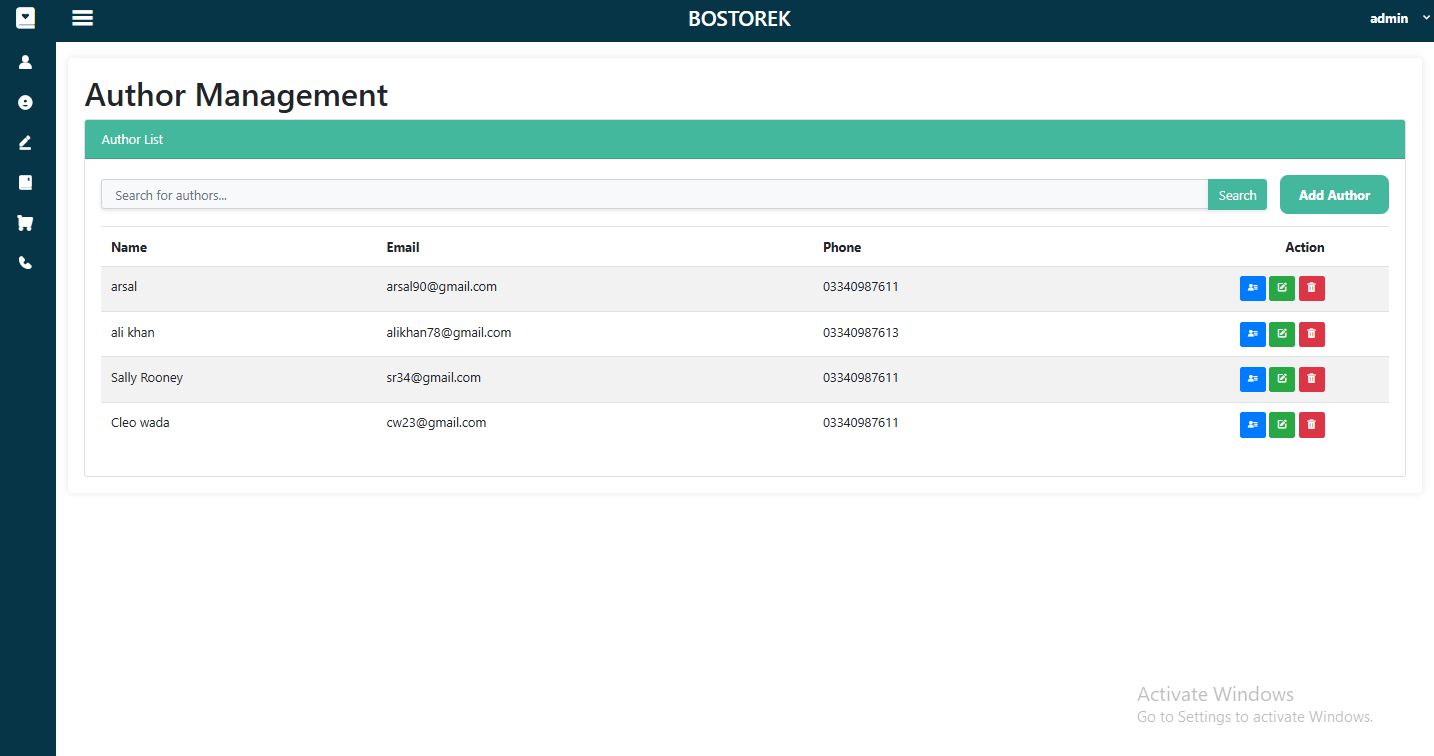 BOSTOREK
admin
Author Management
Author List
Search for authors...
Search
Add Author
Name Email Phone Action
arsal arsal90@gmail.com 03340987611
ali khan alikhan78@gmail.com 03340987613
Sally Rooney sr34@gmail.com 03340987611
Cleo wada cw23@gmail.com 03340987611
Activate Windows
Go to Settings to activate Windows.